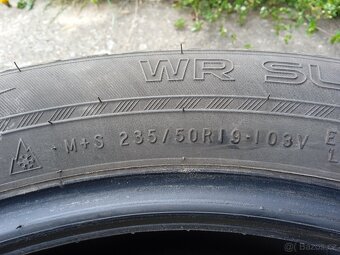 WR SU
· M+S 235/50R19 · 103V E
L
Bazos.cz